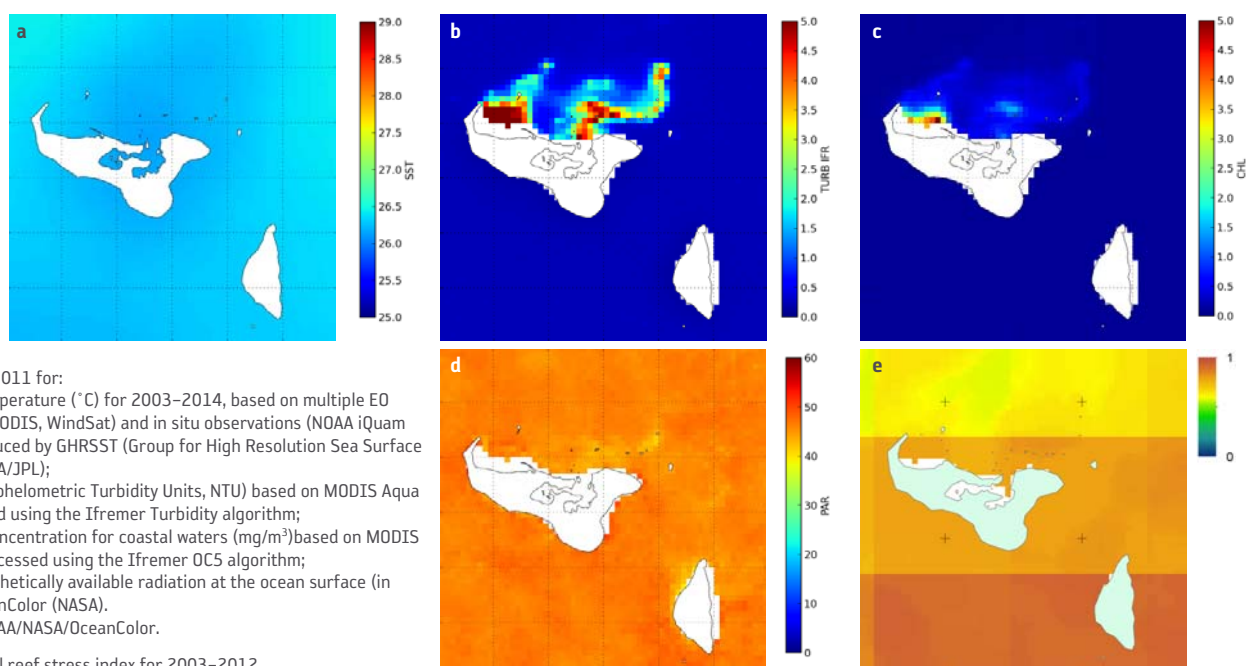 a
29.0
28.5
28.0
27.5
27.0
26.5
26.0
25.5
25.0
SST
b
5.0
4.5
4.0
3.5
3.0
2.5
2.0
1.5
1.0
0.5
0.0
TURB IFR
c
5.0
4.5
4.0
3.5
3.0
2.5
2.0
1.5
1.0
0.5
0.0
CHL
011 for:
perature (°C) for 2003–2014, based on multiple EO
ODIS, WindSat) and in situ observations (NOAA iQuam
uced by GHRSST (Group for High Resolution Sea Surface
A/JPL);
phelometric Turbidity Units, NTU) based on MODIS Aqua
d using the Ifremer Turbidity algorithm;
ncentration for coastal waters (mg/m³)based on MODIS
cessed using the Ifremer OC5 algorithm;
hetically available radiation at the ocean surface (in
nColor (NASA).
AA/NASA/OceanColor.
l reef stress index for 2003–2012
d
60
50
40
30
20
10
0
PAR
e
1
0